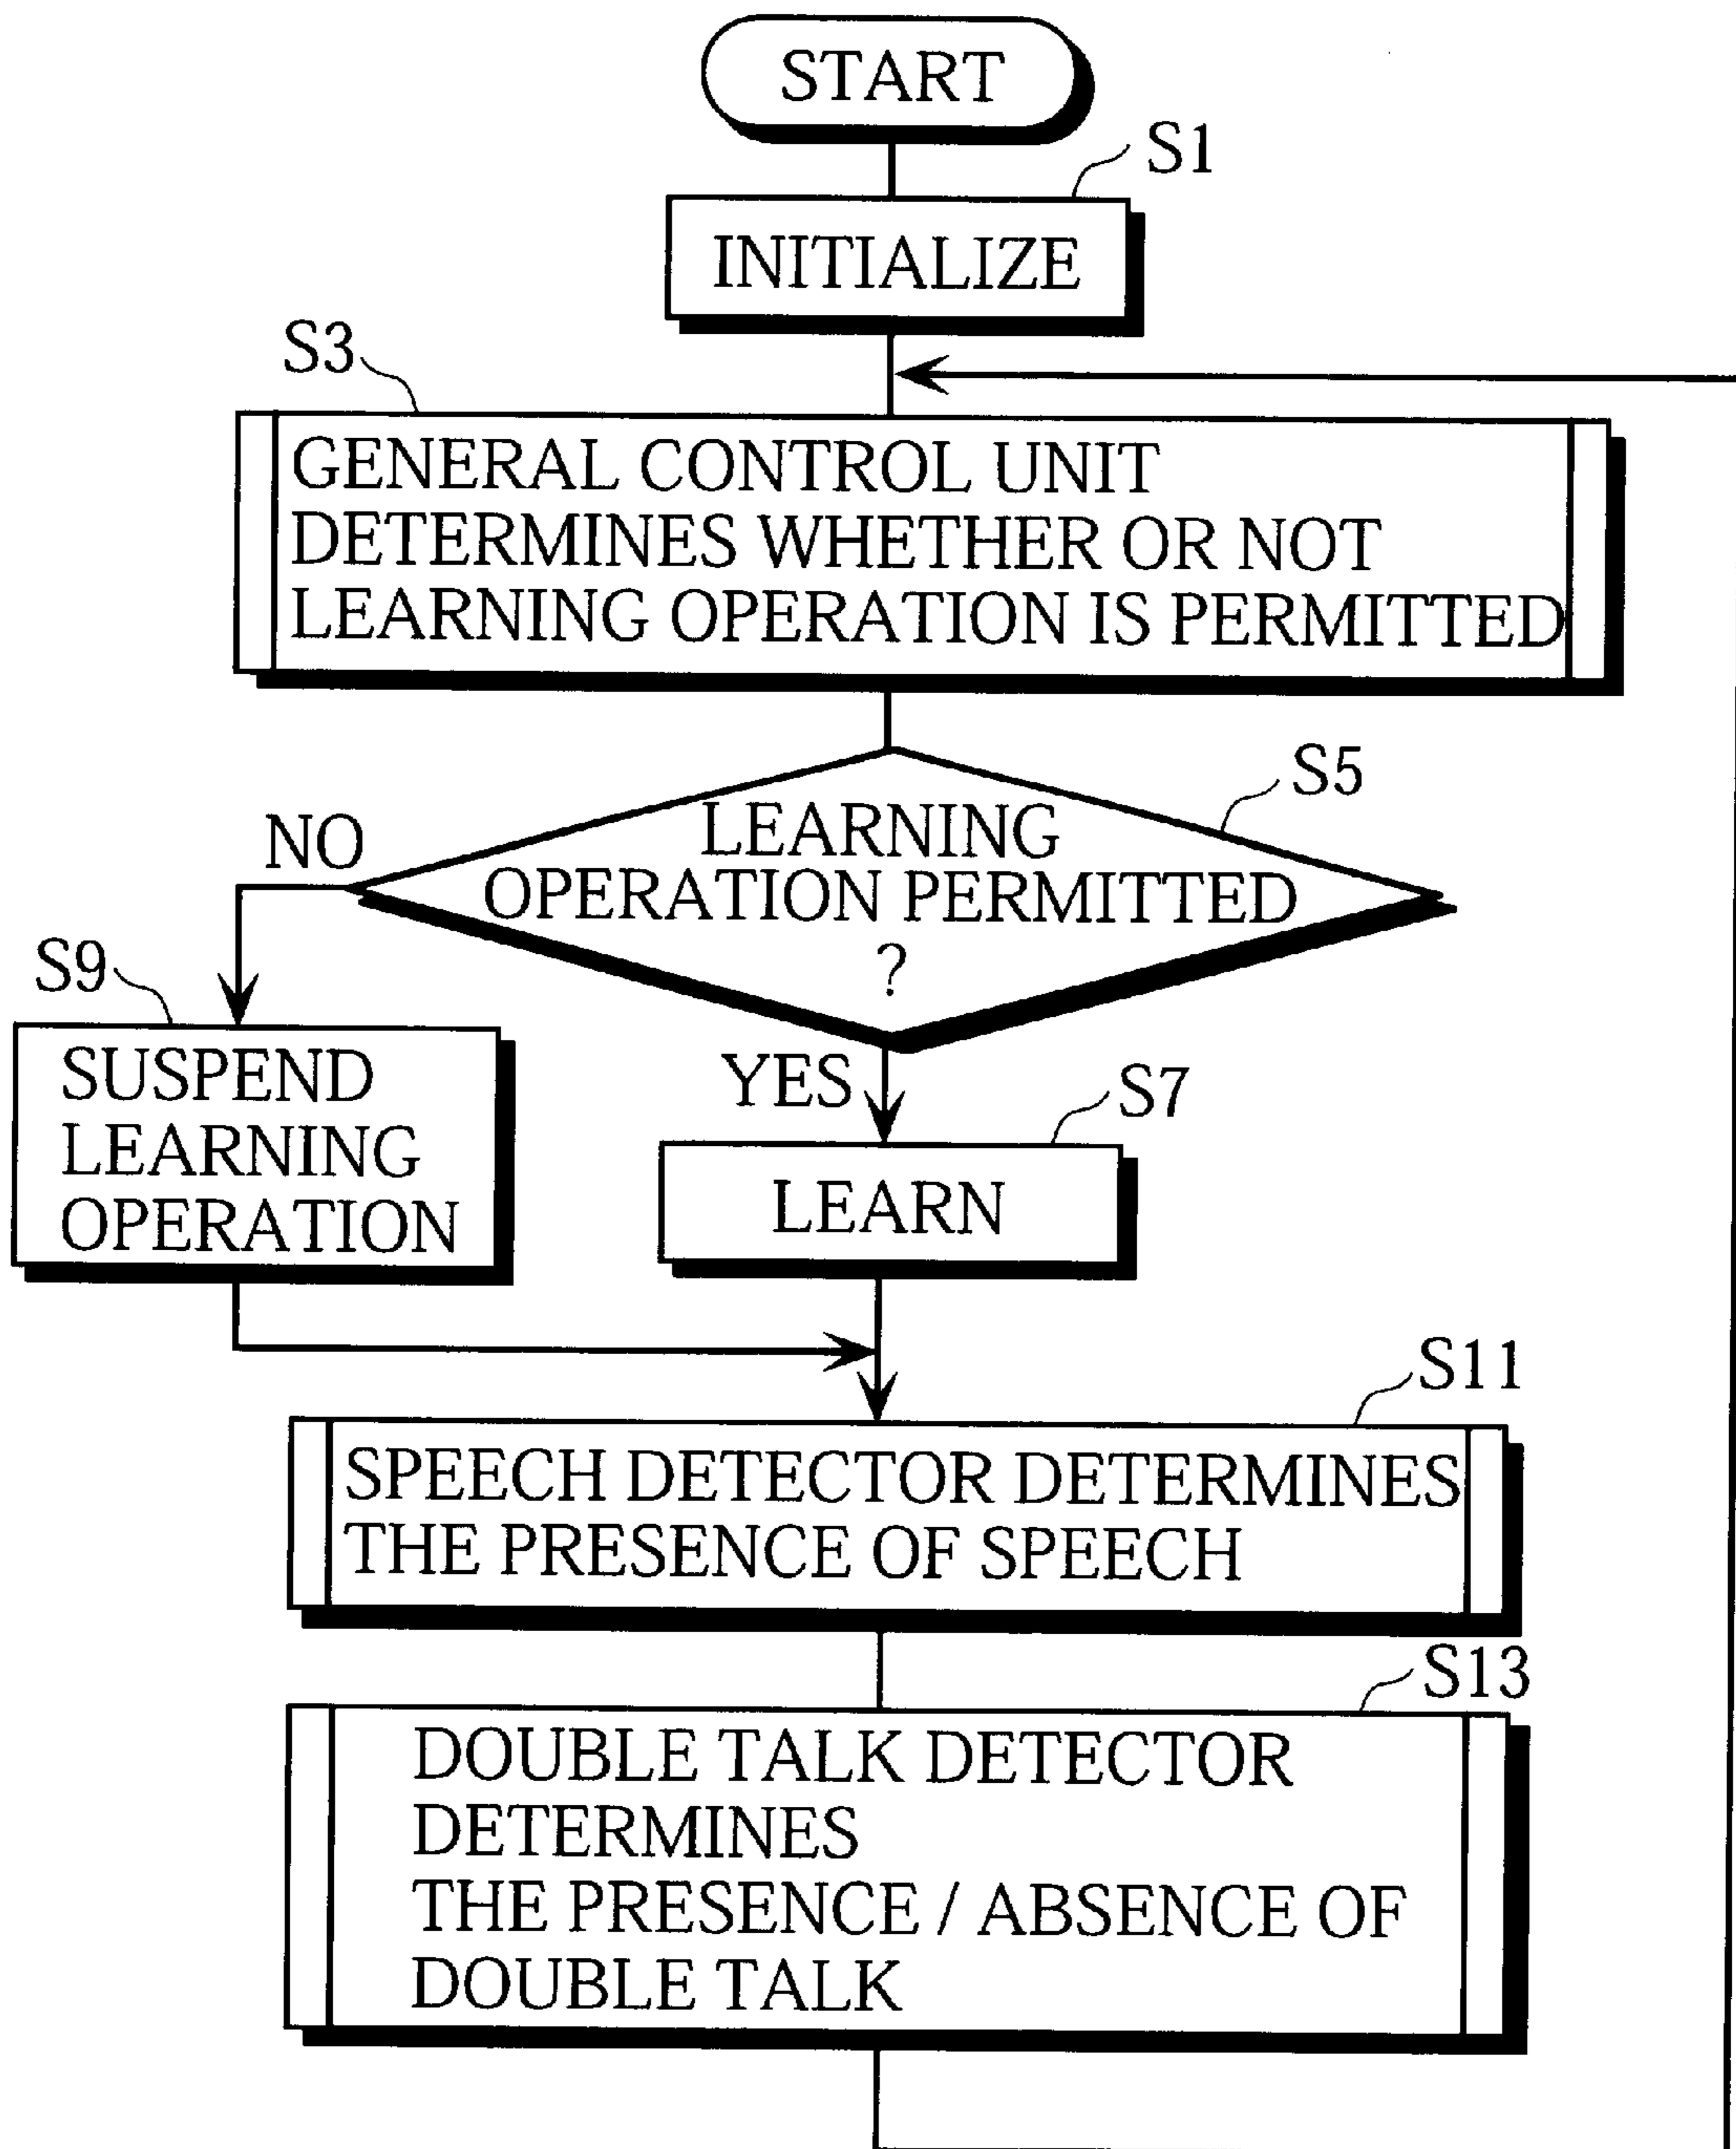 START
S1
INITIALIZE
S3
GENERAL CONTROL UNIT
DETERMINES WHETHER OR NOT
LEARNING OPERATION IS PERMITTED
S5
LEARNING
OPERATION PERMITTED
?
NO
S9
SUSPEND
LEARNING
OPERATION
YES
S7
LEARN
S11
SPEECH DETECTOR DETERMINES
THE PRESENCE OF SPEECH
S13
DOUBLE TALK DETECTOR
DETERMINES
THE PRESENCE / ABSENCE OF
DOUBLE TALK